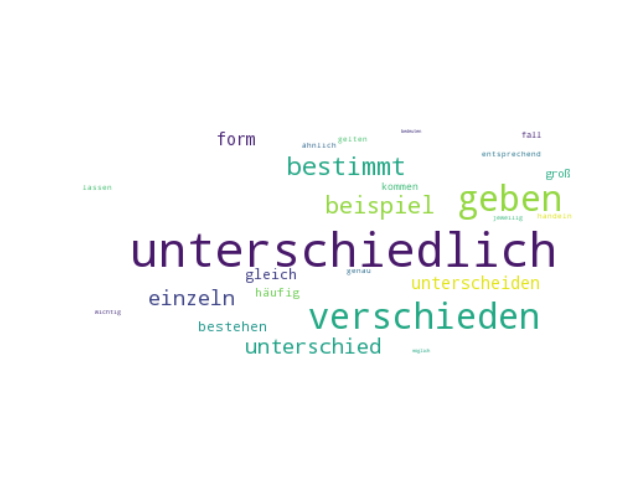 bedeuten
form
fall
gelten
ähnlich
entsprechend
bestimmt
groß
lassen
kommen
geben
beispiel
jeweilig
handeln
unterschiedlich
gleich
genau
unterscheiden
einzeln
häufig
wichtig
verschieden
bestehen
unterschied